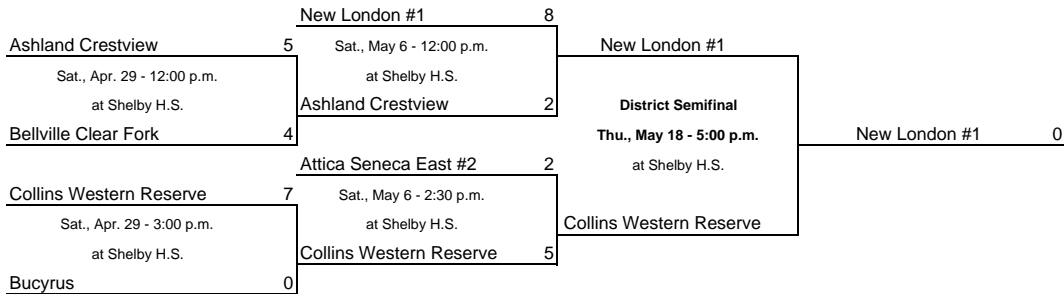 New London #1 8
Ashland Crestview 5
Sat., May 6 - 12:00 p.m.
New London #1
Sat., Apr. 29 - 12:00 p.m.
at Shelby H.S.
at Shelby H.S.
Ashland Crestview 2
District Semifinal
Bellville Clear Fork 4
Thu., May 18 - 5:00 p.m.
New London #1 0
Attica Seneca East #2 2
at Shelby H.S.
Collins Western Reserve 7
Sat., May 6 - 2:30 p.m.
Sat., Apr. 29 - 3:00 p.m.
at Shelby H.S.
Collins Western Reserve
at Shelby H.S.
Collins Western Reserve 5
Bucyrus 0